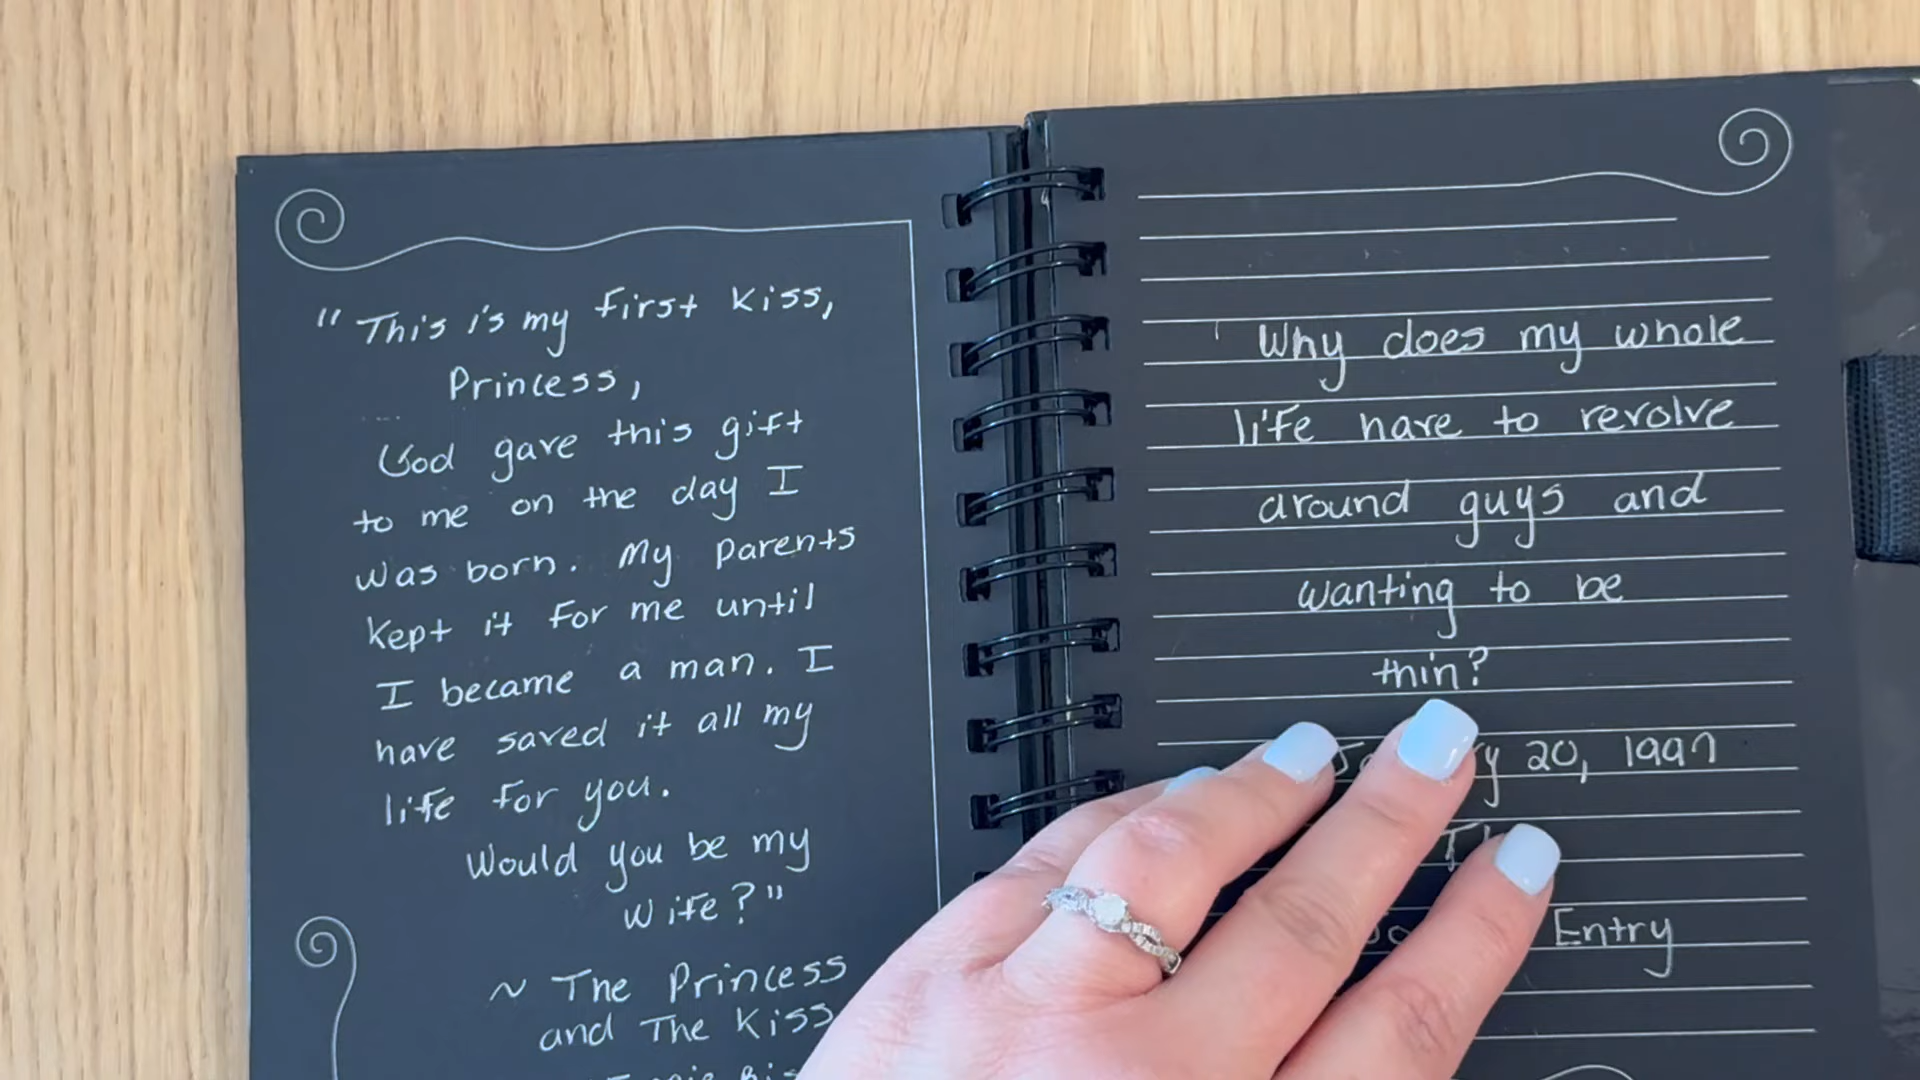 "This is my first kiss,
Princess,
God gave this gift
to me on the day I
was born. My parents
kept it for me until
I became a man. I
have saved it all my
life for you.
Would you be my
wife?"
~ The Princess
and The Kiss
Why does my whole
life have to revolve
around guys and
wanting to be
thin?
20, 1997
Entry